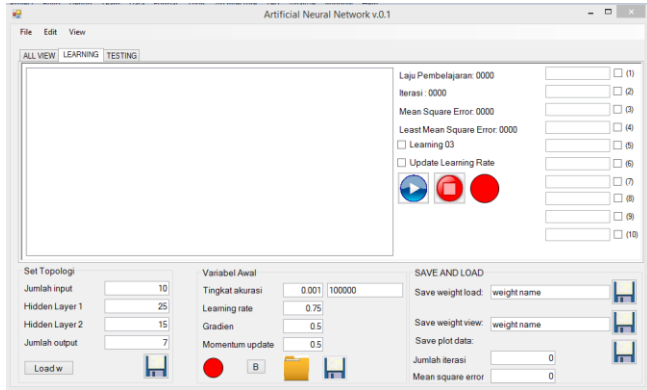 Artificial Neural Network v.0.1
File Edit View
ALL VIEW LEARNING TESTING
Laju Pembelajaran: 0000
Iterasi : 0000
Mean Square Error: 0000
Least Mean Square Error: 0000
Learning 03
Update Learning Rate
(1)
(2)
(3)
(4)
(5)
(6)
(7)
(8)
(9)
(10)
Set Topologi
Jumlah input 10
Hidden Layer 1 25
Hidden Layer 2 15
Jumlah output 7
Load w
Variabel Awal
Tingkat akurasi 0.001 100000
Learning rate 0.75
Gradien 0.5
Momentum update 0.5
B
SAVE AND LOAD
Save weight load: weight name
Save weight view: weight name
Save plot data:
Jumlah iterasi 0
Mean square error 0